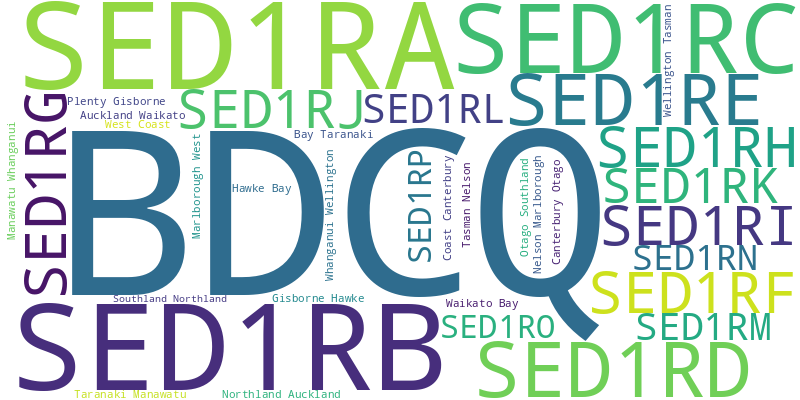 SED1RA
SED1RC
Wellington Tasman
SED1RE
SED1RG
Plenty Gisborne
Auckland Waikato
West Coast
SED1RJ
SED1RL
Bay Taranaki
Manawatu Whanganui
BDCQ
Marlborough West
Hawke Bay
Whanganui Wellington
SED1RP
Coast Canterbury
Tasman Nelson
Otago Southland
Nelson Marlborough
Canterbury Otago
SED1RH
SED1RK
SED1RI
SED1RN
SED1RF
Southland Northland
Gisborne Hawke
Waikato Bay
SED1RB
SED1RO
SED1RM
SED1RD
Taranaki Manawatu
Northland Auckland